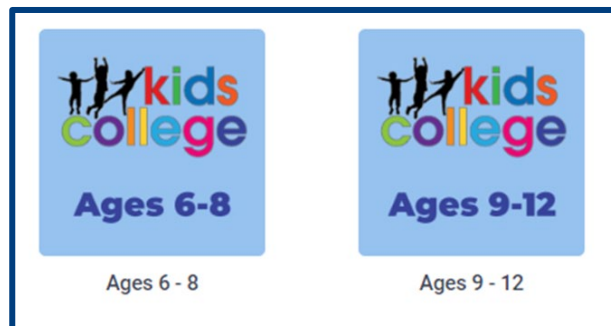 kids
college
Ages 6-8
Ages 6 - 8
kids
college
Ages 9-12
Ages 9 - 12